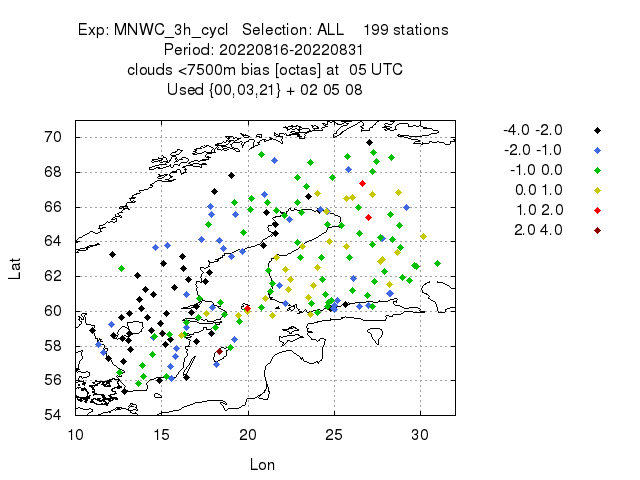 Exp: MNWC_3h_cycl   Selection: ALL    199 stations
Period: 20220816-20220831
clouds <7500m bias [octas] at  05 UTC
Used {00,03,21} + 02 05 08
70
68
66
64
62
60
58
56
54
10 15 20 25 30
Lat
Lon
-4.0 -2.0
-2.0 -1.0
-1.0 0.0
0.0 1.0
1.0 2.0
2.0 4.0